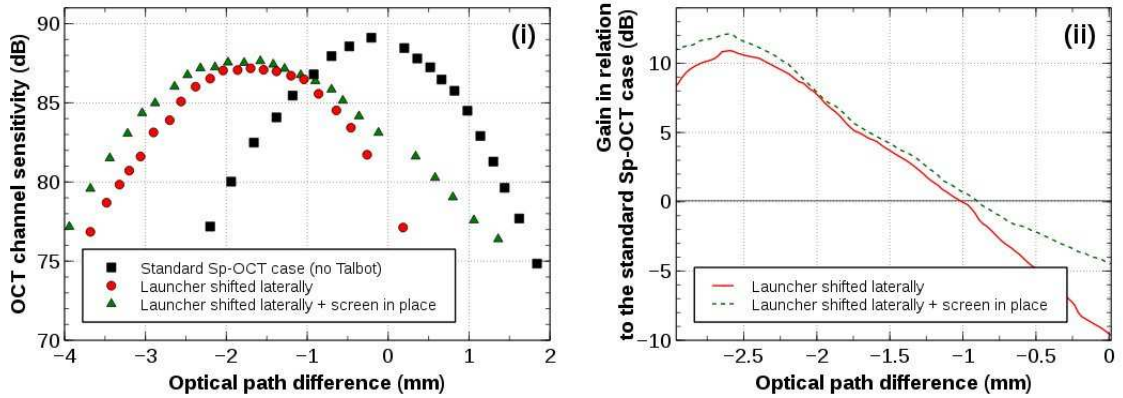 OCT channel sensitivity (dB)
90
85
80
75
70
(i)
Standard Sp-OCT case (no Talbot)
Launcher shifted laterally
Launcher shifted laterally + screen in place
−4
−3
−2
−1
0
1
2
Optical path difference (mm)
Gain in relation
to the standard Sp-OCT case (dB)
10
5
0
−5
−10
(ii)
Launcher shifted laterally
Launcher shifted laterally + screen in place
−2.5
−2
−1.5
−1
−0.5
0
Optical path difference (mm)